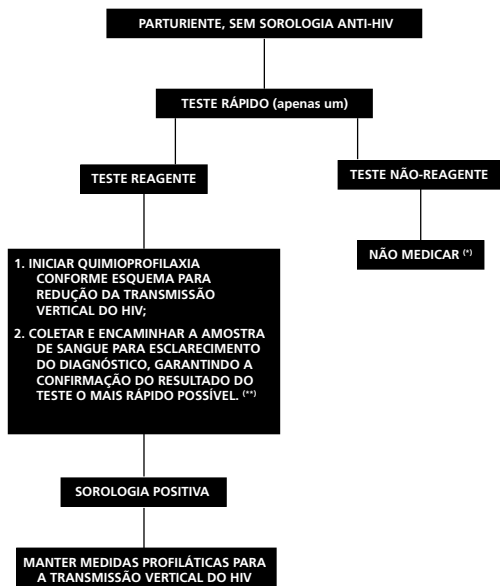 PARTURIENTE, SEM SOROLOGIA ANTI-HIV
TESTE RÁPIDO (apenas um)
TESTE REAGENTE
TESTE NÃO-REAGENTE
NÃO MEDICAR (*)
1. INICIAR QUIMIOPROFILAXIA
CONFORME ESQUEMA PARA
REDUÇÃO DA TRANSMISSÃO
VERTICAL DO HIV;
2. COLETAR E ENCAMINHAR A AMOSTRA
DE SANGUE PARA ESCLARECIMENTO
DO DIAGNÓSTICO, GARANTINDO A
CONFIRMAÇÃO DO RESULTADO DO
TESTE O MAIS RÁPIDO POSSÍVEL. (**)
SOROLOGIA POSITIVA
MANTER MEDIDAS PROFILÁTICAS PARA
A TRANSMISSÃO VERTICAL DO HIV